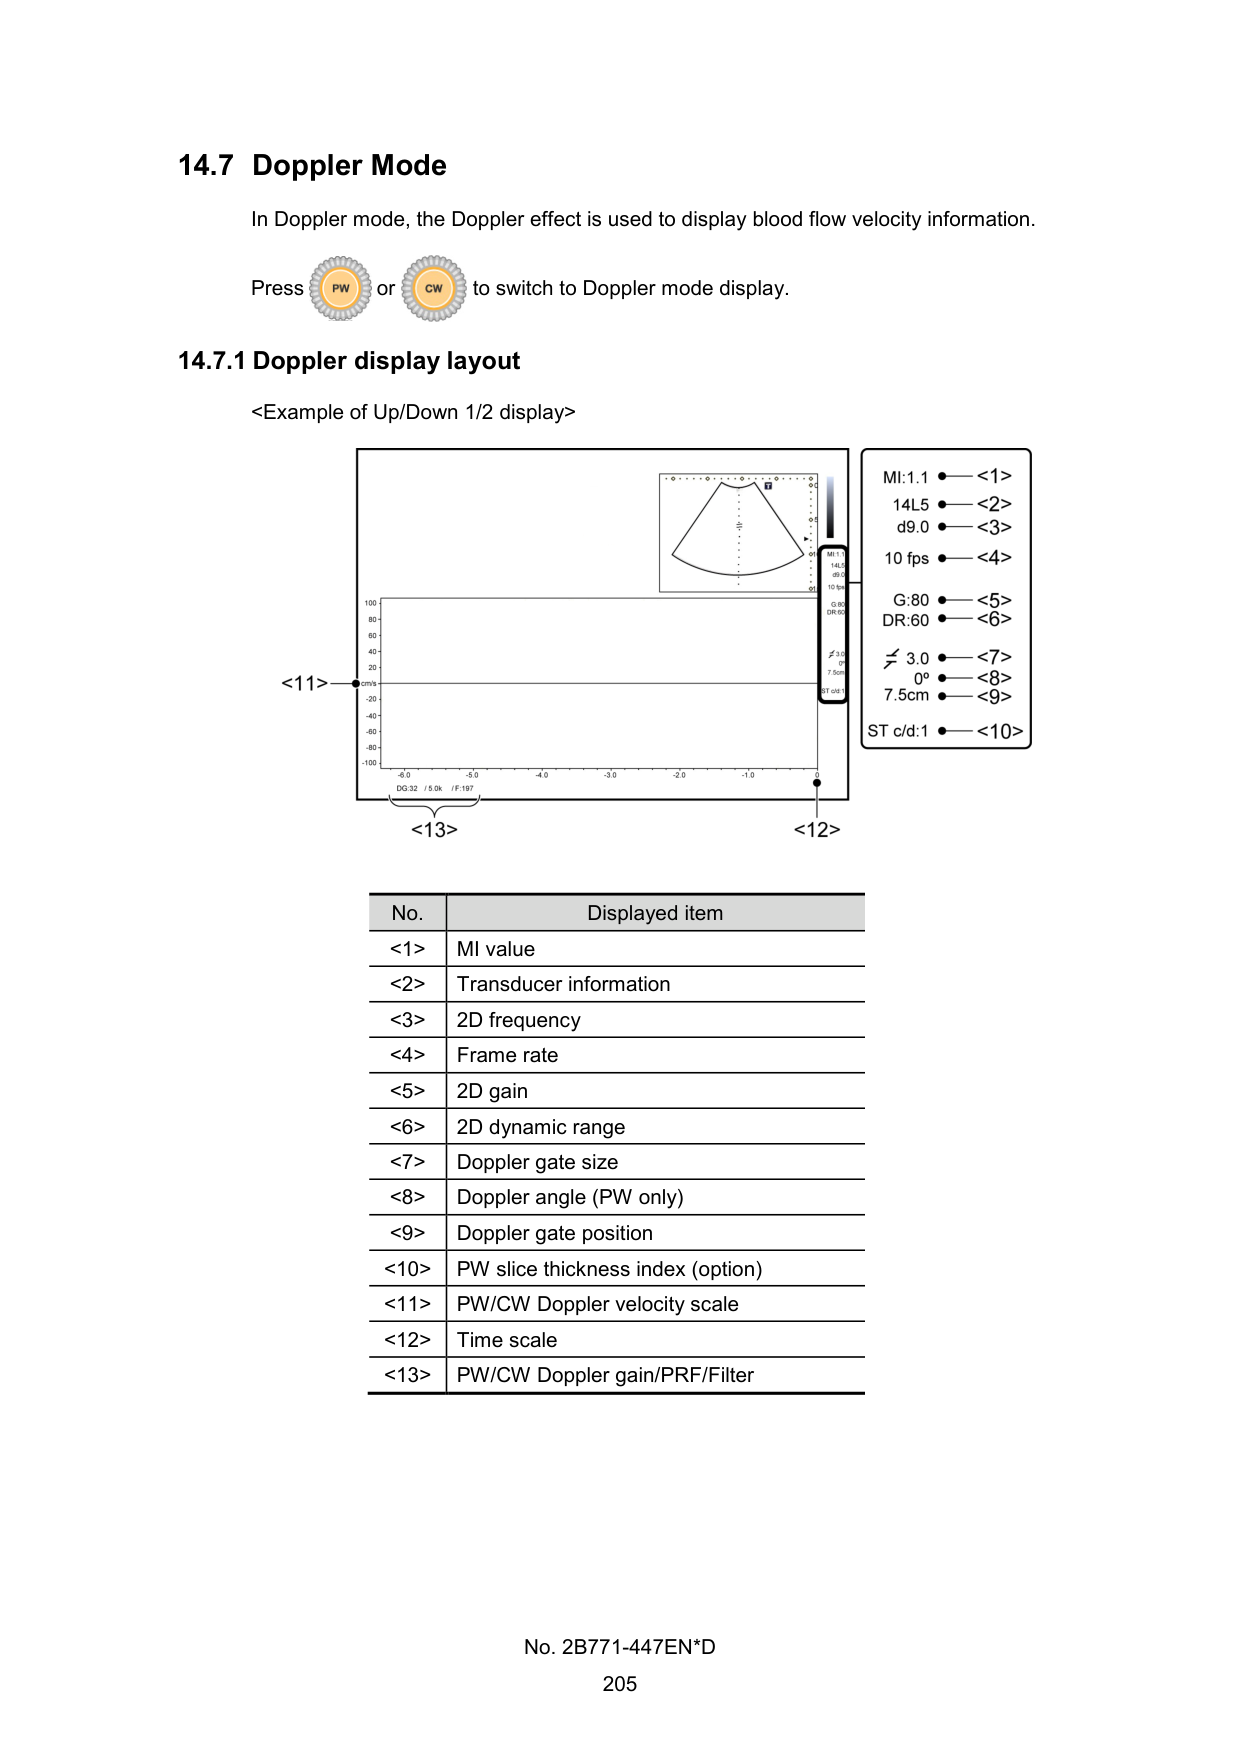 14.7 Doppler Mode
In Doppler mode, the Doppler effect is used to display blood flow velocity information.
Press PW or CW to switch to Doppler mode display.
14.7.1 Doppler display layout
<Example of Up/Down 1/2 display>
T
0
5
10
MI:1.1
14L5
d9.0
10 fps
G:80
DR:60
3.0
0º
7.5cm
ST c/d:1
MI:1.1 <1>
14L5 <2>
d9.0 <3>
10 fps <4>
G:80 <5>
DR:60 <6>
3.0 <7>
0º <8>
7.5cm <9>
ST c/d:1 <10>
100
80
60
40
20
<11> cm/s
-20
-40
-60
-80
-100
-6.0 -5.0 -4.0 -3.0 -2.0 -1.0 0
DG:32 / 5.0k / F:197
<13> <12>
No. Displayed item
<1> MI value
<2> Transducer information
<3> 2D frequency
<4> Frame rate
<5> 2D gain
<6> 2D dynamic range
<7> Doppler gate size
<8> Doppler angle (PW only)
<9> Doppler gate position
<10> PW slice thickness index (option)
<11> PW/CW Doppler velocity scale
<12> Time scale
<13> PW/CW Doppler gain/PRF/Filter
No. 2B771-447EN*D
205